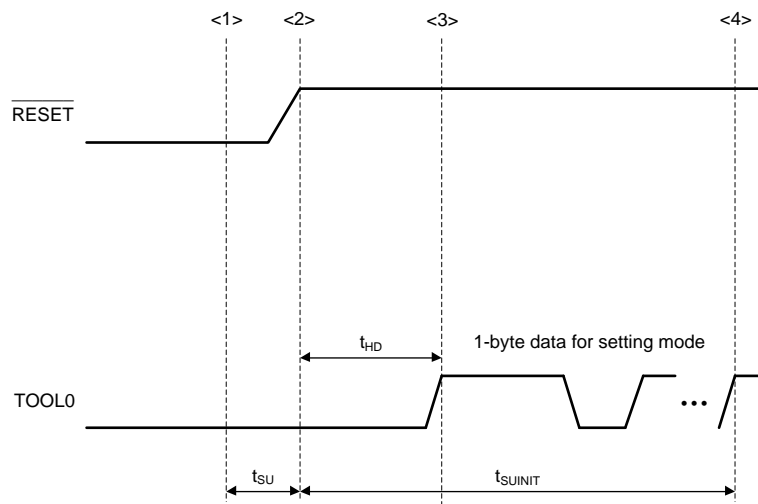 <1> <2> <3> <4>
RESET
tHD 1-byte data for setting mode
TOOL0
•••
tSU tSUINIT